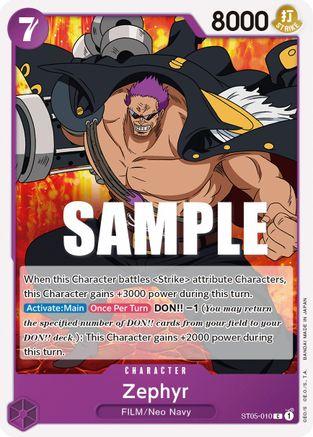 7
8000
打
STRIKE
SAMPLE
When this Character battles <Strike> attribute Characters,
this Character gains +3000 power during this turn.
Activate:Main Once Per Turn DON!! −1 (You may return
the specified number of DON!! cards from your field to your
DON!! deck.): This Character gains +2000 power during
this turn.
CHARACTER
Zephyr
FILM/Neo Navy
ST05-010 C 1